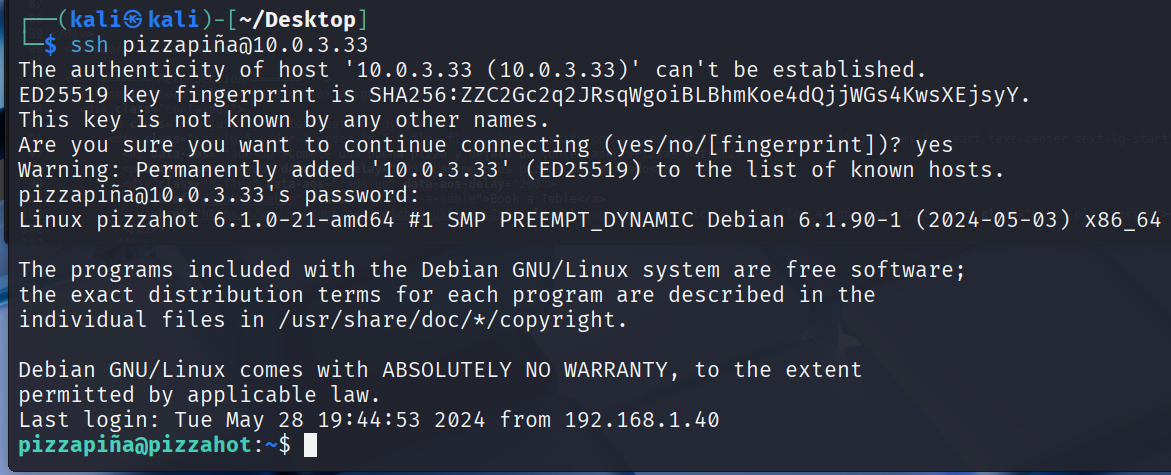 ┌──(kali㉿kali)-[~/Desktop]
└─$ ssh pizzapiña@10.0.3.33
The authenticity of host '10.0.3.33 (10.0.3.33)' can't be established.
ED25519 key fingerprint is SHA256:ZZC2Gc2q2JRsqWgoiBLBhmKoe4dQjjWGs4KwsXEjsyY.
This key is not known by any other names.
Are you sure you want to continue connecting (yes/no/[fingerprint])? yes
Warning: Permanently added '10.0.3.33' (ED25519) to the list of known hosts.
pizzapiña@10.0.3.33's password:
Linux pizzahot 6.1.0-21-amd64 #1 SMP PREEMPT_DYNAMIC Debian 6.1.90-1 (2024-05-03) x86_64

The programs included with the Debian GNU/Linux system are free software;
the exact distribution terms for each program are described in the
individual files in /usr/share/doc/*/copyright.

Debian GNU/Linux comes with ABSOLUTELY NO WARRANTY, to the extent
permitted by applicable law.
Last login: Tue May 28 19:44:53 2024 from 192.168.1.40
pizzapiña@pizzahot:~$